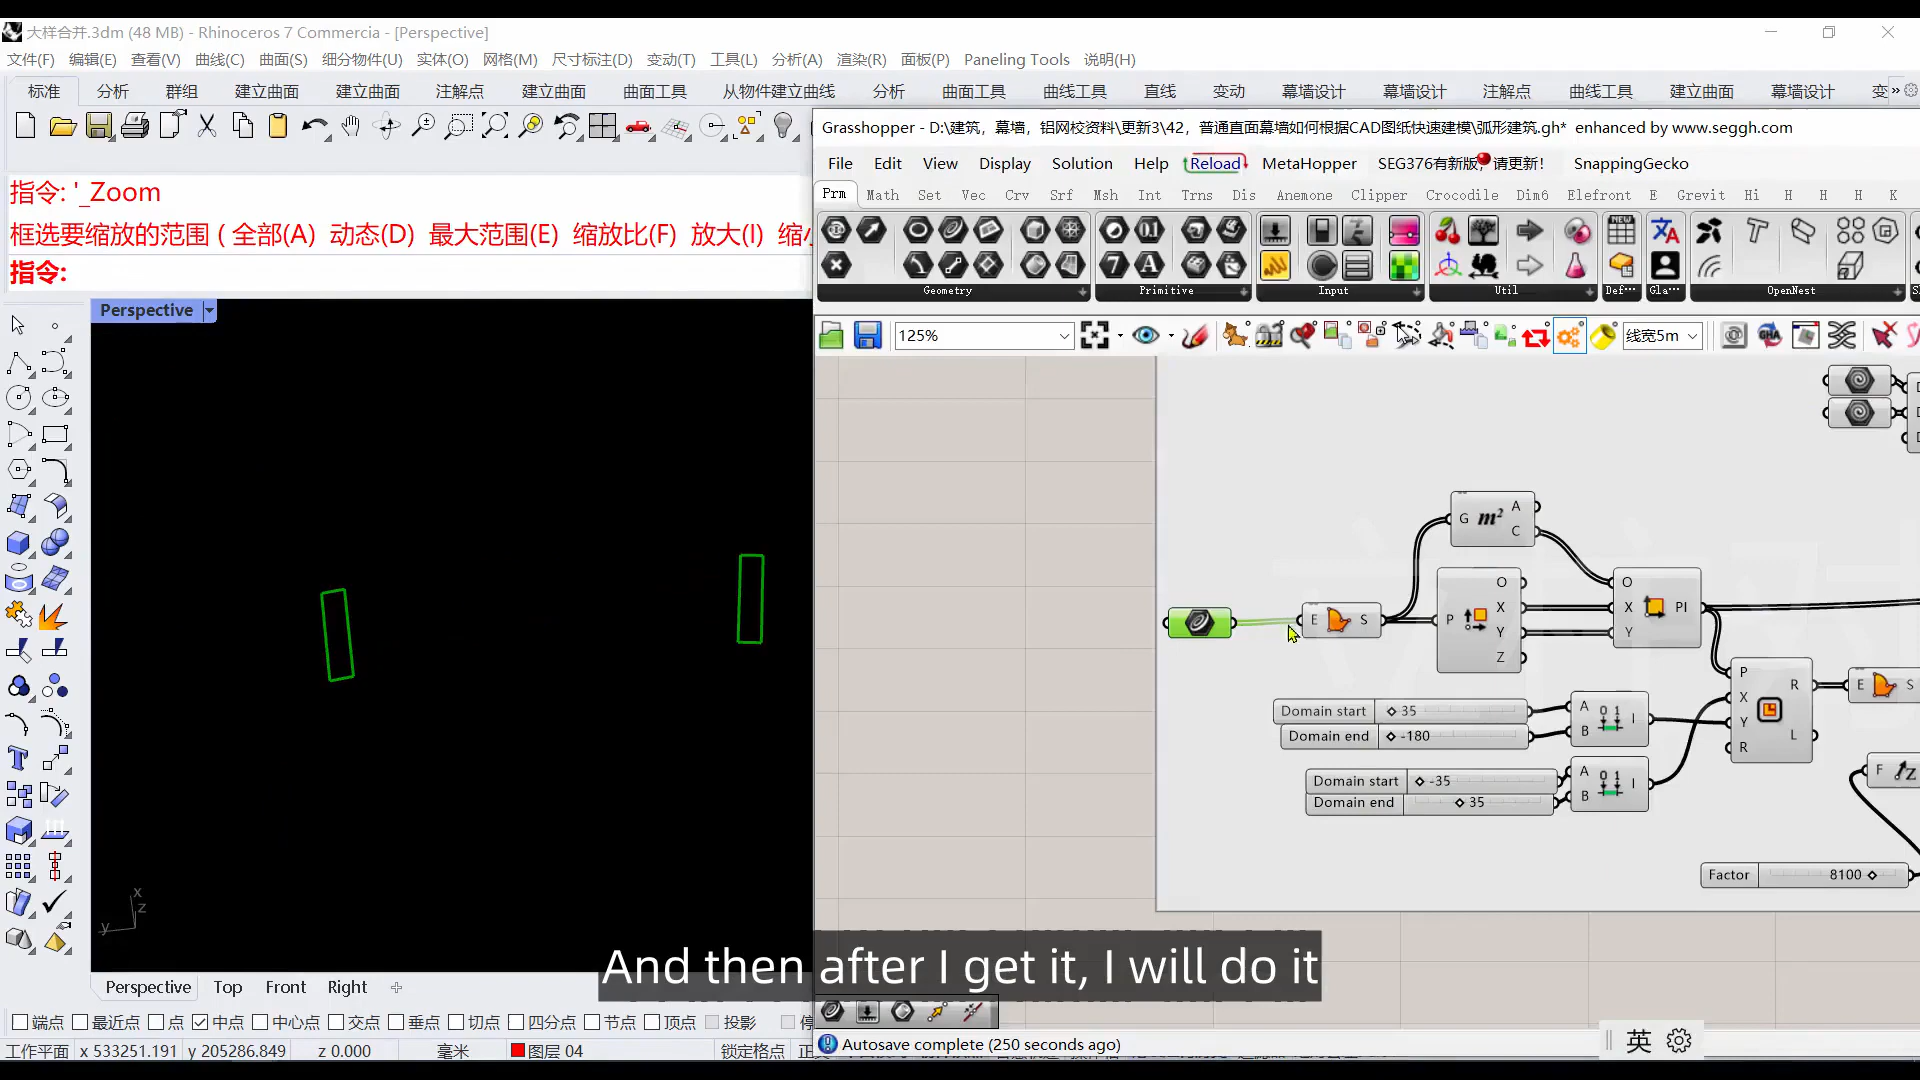 大样合并.3dm (48 MB) - Rhinoceros 7 Commercia - [Perspective]
文件(F) 编辑(E) 查看(V) 曲线(C) 曲面(S) 细分物件(U) 实体(O) 网格(M) 尺寸标注(D) 变动(T) 工具(L) 分析(A) 渲染(R) 面板(P) Paneling Tools 说明(H)
标准 分析 群组 建立曲面 建立曲面 注解点 建立曲面 曲面工具 从物件建立曲线 分析 曲面工具 曲线工具 直线 变动 幕墙设计 幕墙设计 注解点 曲线工具 建立曲面 幕墙设计 变 »
指令: '_Zoom
框选要缩放的范围 ( 全部(A) 动态(D) 最大范围(E) 缩放比(F) 放大(I) 缩小
指令:
Perspective
Grasshopper - D:\建筑，幕墙，铝网校资料\更新3\42，普通直面幕墙如何根据CAD图纸快速建模\弧形建筑.gh* enhanced by www.seggh.com
File Edit View Display Solution Help Reload MetaHopper SEG376有新版，请更新! SnappingGecko
Prm Math Set Vec Crv Srf Msh Int Trns Dis Anemone Clipper Crocodile Dim6 Elefront E Grevit Hi H H H K
Geometry Primitive Input Util Def··· Gla··· OpenNest
125% 线宽5m
G m² A C
O X Y PI
E S
P O X Y Z
P X Y R R L
E S
Domain start 35
Domain end -180
A B 0 1 I
Domain start -35
Domain end 35
A B 0 1 I
F Z
Factor 8100
x z y
And then after I get it, I will do it
Perspective Top Front Right
端点 最近点 点 中点 中心点 交点 垂点 切点 四分点 节点 顶点 投影 停
工作平面 x 533251.191 y 205286.849 z 0.000 毫米 图层 04 锁定格点
Autosave complete (250 seconds ago)
英